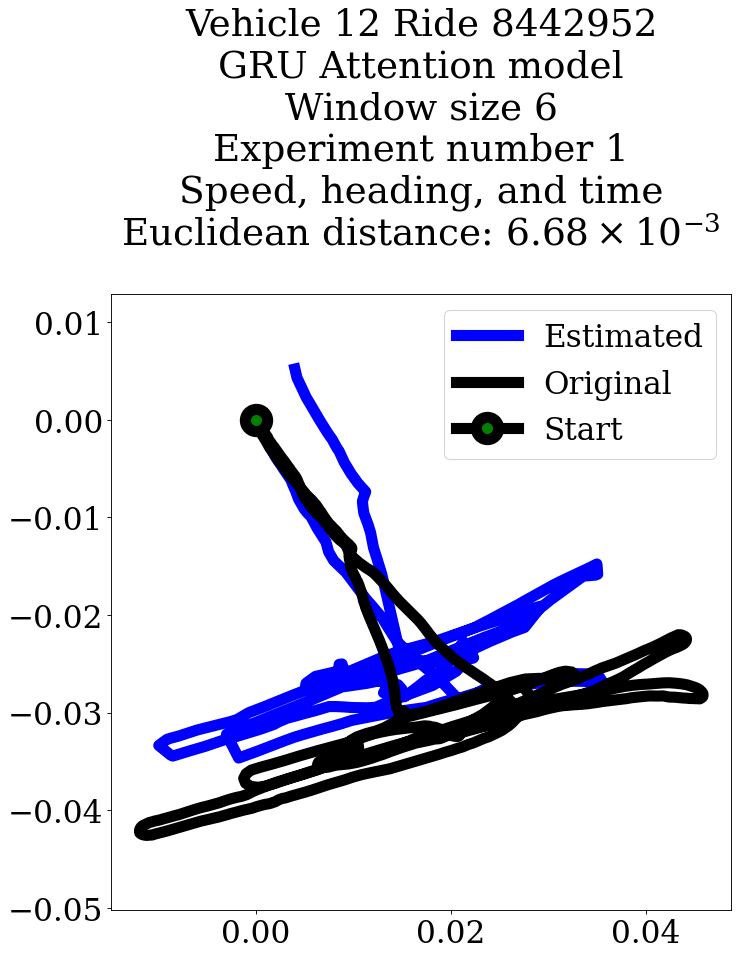 Vehicle 12 Ride 8442952
GRU Attention model
Window size 6
Experiment number 1
Speed, heading, and time
Euclidean distance: 6.68 × 10⁻³
Estimated
Original
Start
0.01
0.00
−0.01
−0.02
−0.03
−0.04
−0.05
0.00 0.02 0.04